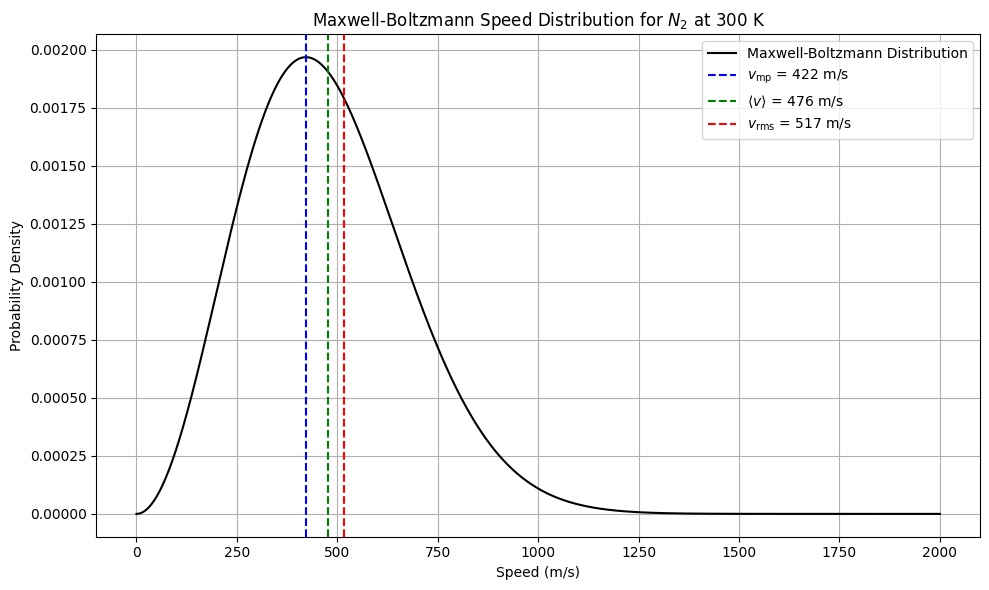 Maxwell-Boltzmann Speed Distribution for N₂ at 300 K
Maxwell-Boltzmann Distribution
v_mp = 422 m/s
⟨v⟩ = 476 m/s
v_rms = 517 m/s
Probability Density
0.00200
0.00175
0.00150
0.00125
0.00100
0.00075
0.00050
0.00025
0.00000
0 250 500 750 1000 1250 1500 1750 2000
Speed (m/s)